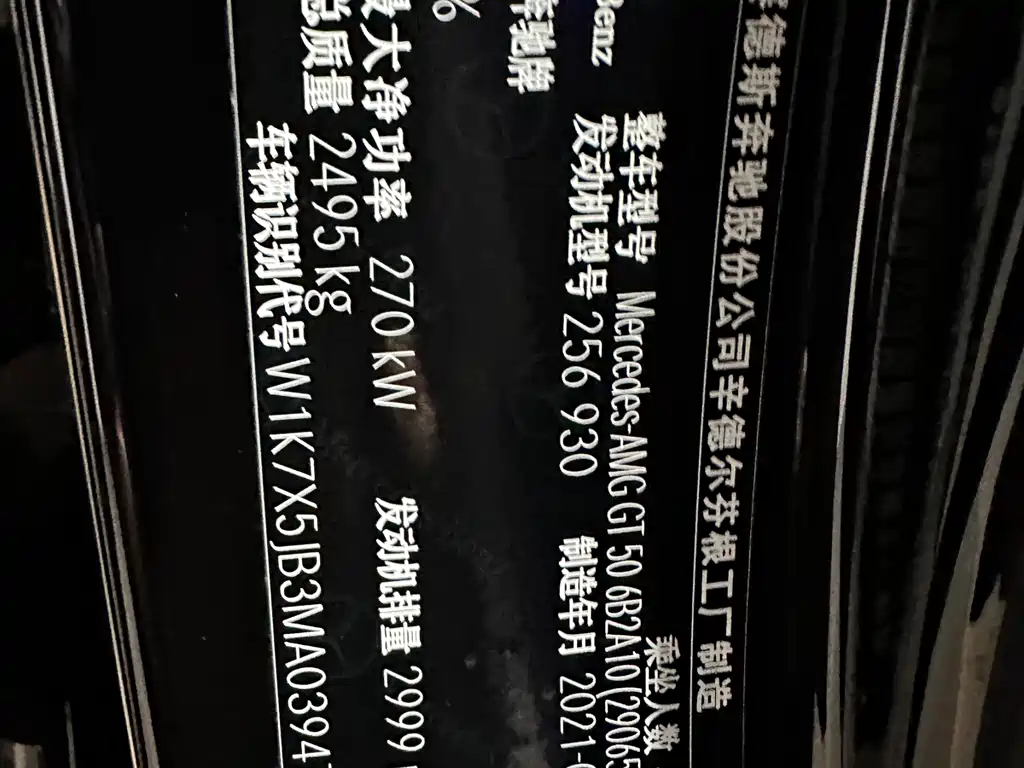 德斯奔驰股份公司辛德尔芬根工厂 制造
乘坐人数
整车型号 Mercedes-AMG GT 50 6B2A10(29065
Benz 发动机型号 256 930 制造年月 2021-
奔驰牌
%
最大净功率 270 kW 发动机排量 2999
总质量 2495 kg
车辆识别代号 W1K7X5JB3MA0394